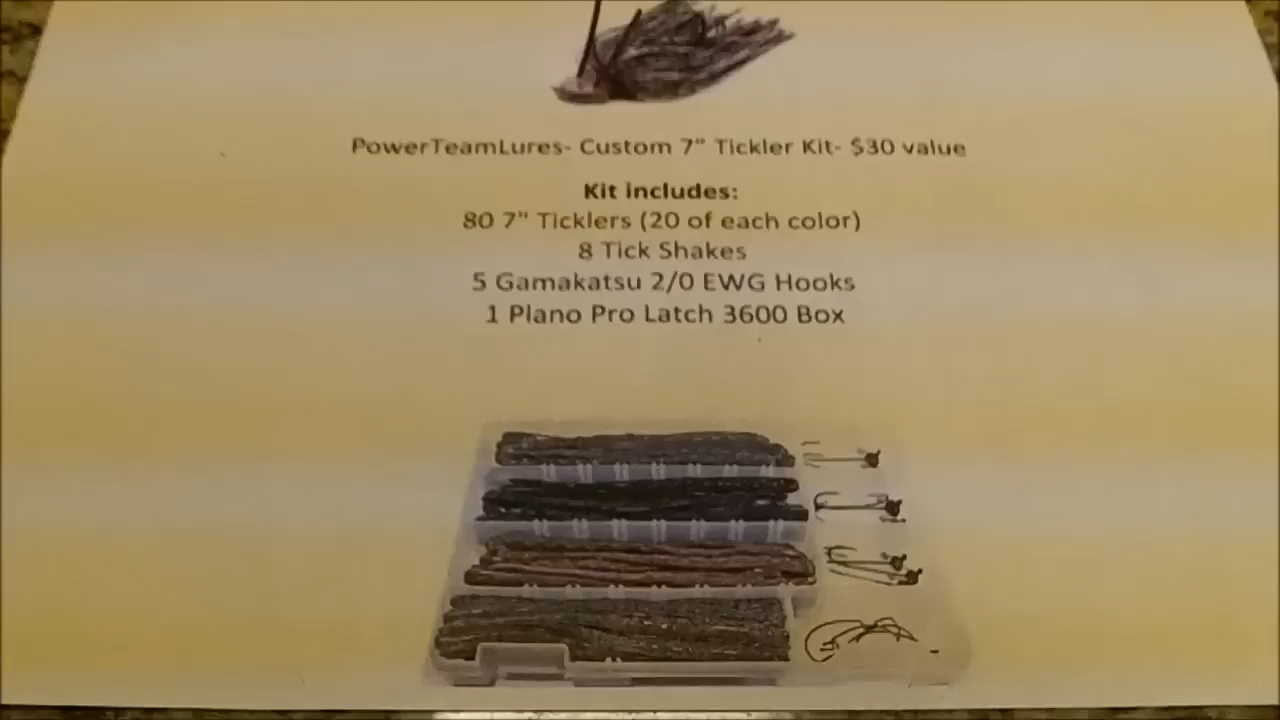 PowerTeamLures- Custom 7" Tickler Kit- $30 value
Kit includes:
80 7" Ticklers (20 of each color)
8 Tick Shakes
5 Gamakatsu 2/0 EWG Hooks
1 Plano Pro Latch 3600 Box